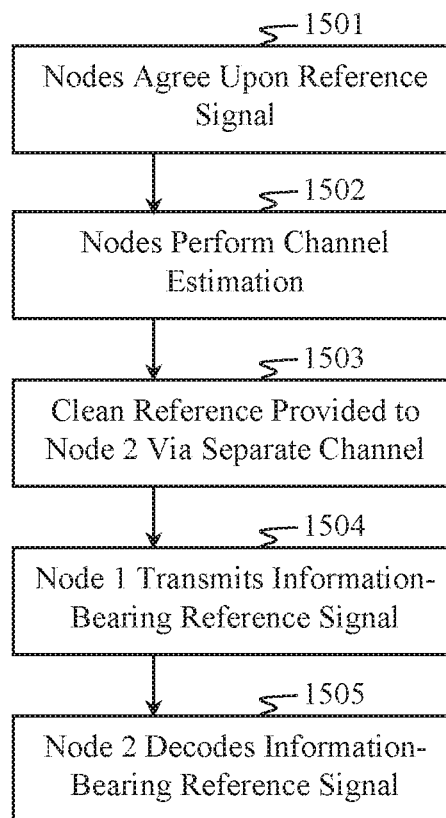 1501
Nodes Agree Upon Reference
Signal
1502
Nodes Perform Channel
Estimation
1503
Clean Reference Provided to
Node 2 Via Separate Channel
1504
Node 1 Transmits Information-
Bearing Reference Signal
1505
Node 2 Decodes Information-
Bearing Reference Signal